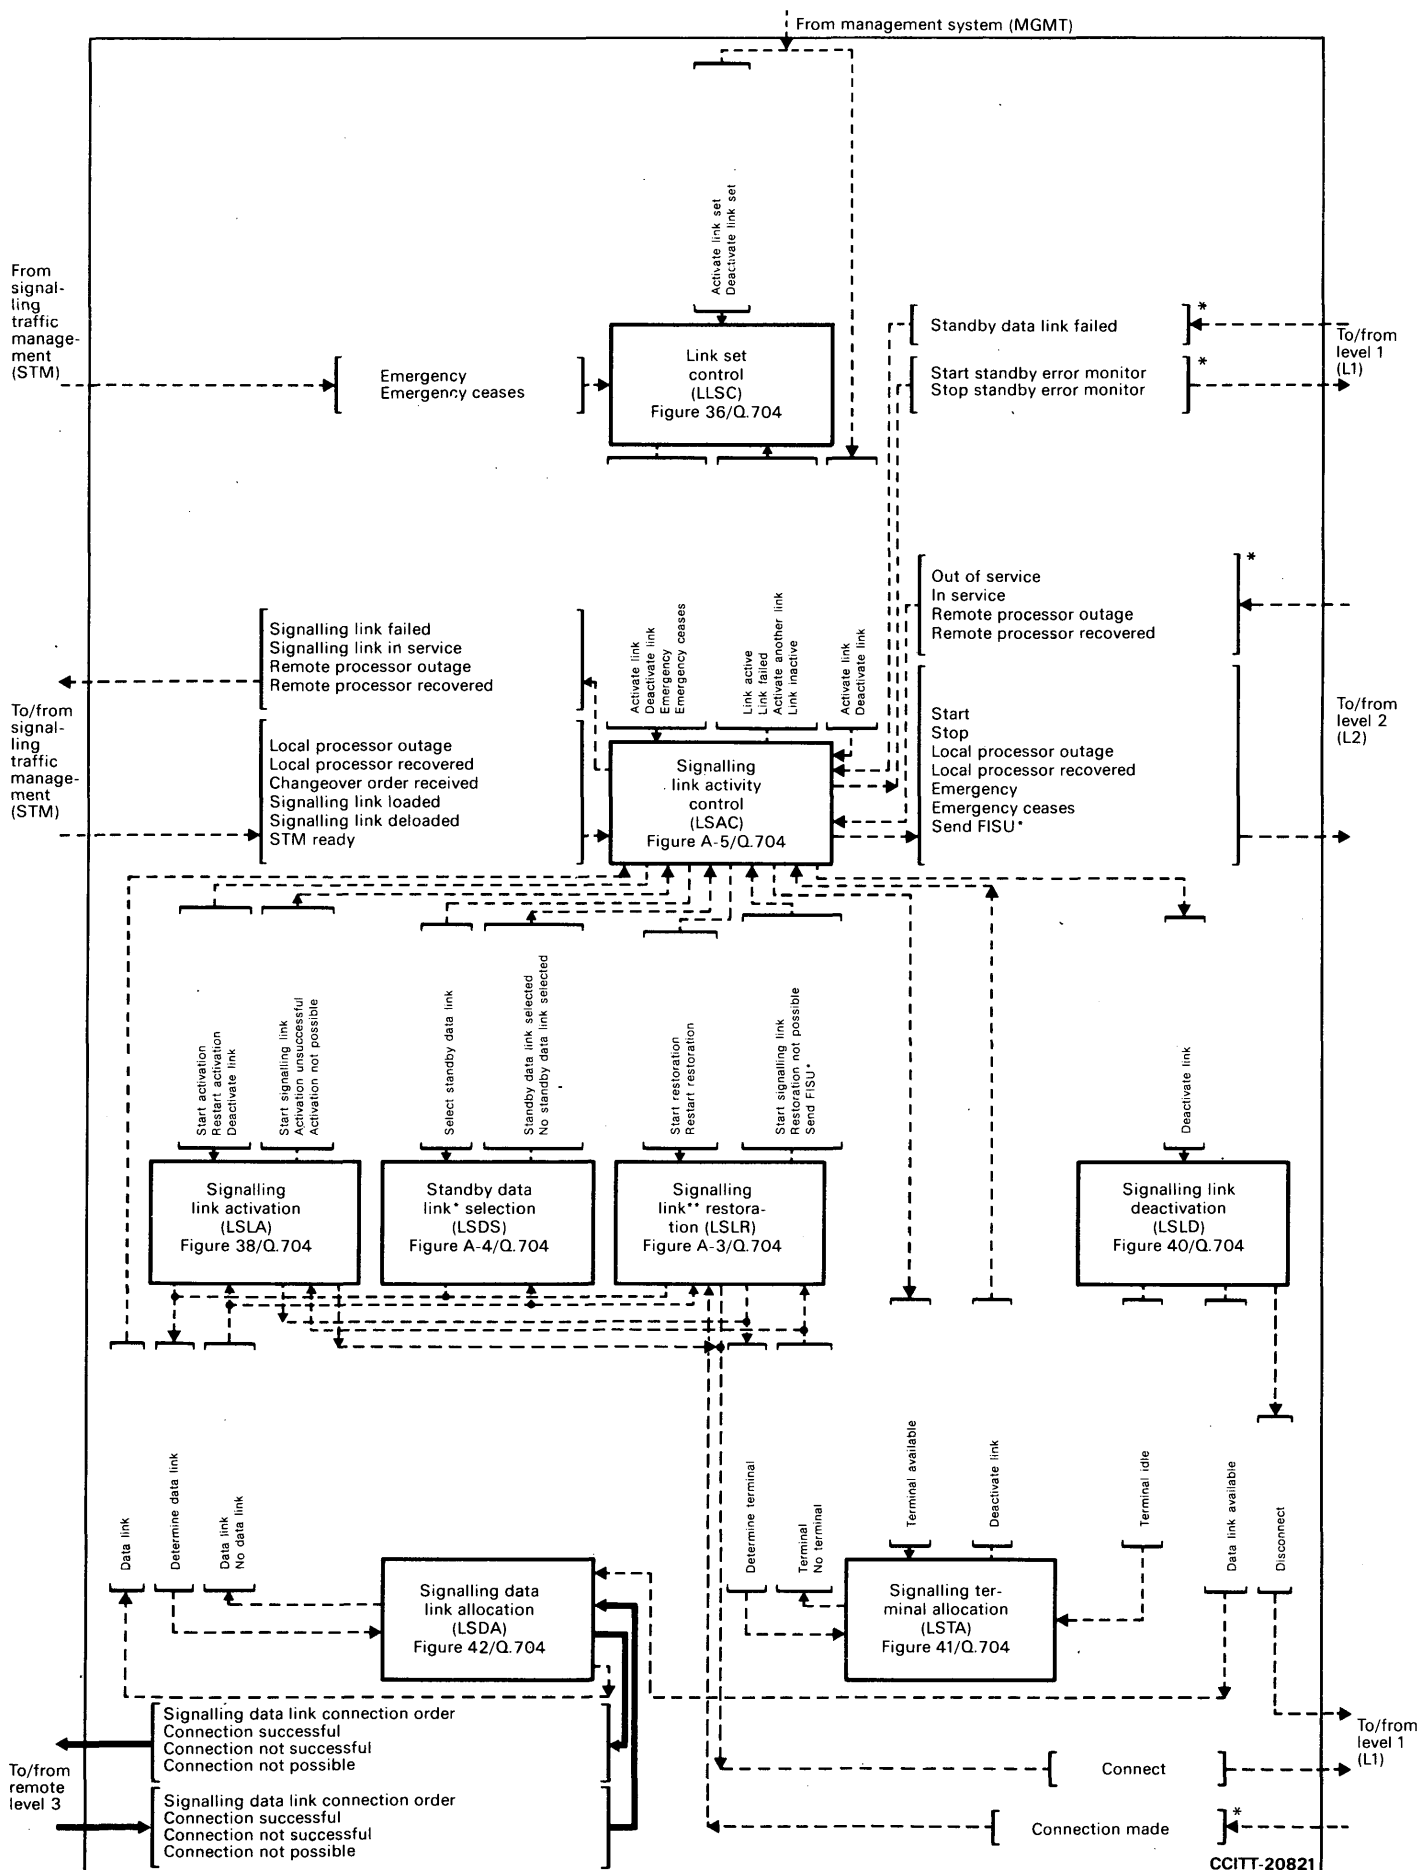 From management system (MGMT)
Activate link set
Deactivate link set
From
signal-
ling
traffic
manage-
ment
(STM)
Emergency
Emergency ceases
Link set
control
(LLSC)
Figure 36/Q.704
Standby data link failed
*
Start standby error monitor
Stop standby error monitor
*
To/from
level 1
(L1)
Signalling link failed
Signalling link in service
Remote processor outage
Remote processor recovered
Activate link
Deactivate link
Emergency
Emergency ceases
Link active
Link failed
Activate another link
Link inactive
Activate link
Deactivate link
Out of service
In service
Remote processor outage
Remote processor recovered
*
To/from
signal-
ling
traffic
manage-
ment
(STM)
Local processor outage
Local processor recovered
Changeover order received
Signalling link loaded
Signalling link deloaded
STM ready
Signalling
link activity
control
(LSAC)
Figure A-5/Q.704
Start
Stop
Local processor outage
Local processor recovered
Emergency
Emergency ceases
Send FISU*
To/from
level 2
(L2)
Start activation
Restart activation
Deactivate link
Start signalling link
Activation unsuccessful
Activation not possible
Select standby data link
Standby data link selected
No standby data link selected
Start restoration
Restart restoration
Start signalling link
Restoration not possible
Send FISU*
Deactivate link
Signalling
link activation
(LSLA)
Figure 38/Q.704
Standby data
link* selection
(LSDS)
Figure A-4/Q.704
Signalling
link** restora-
tion (LSLR)
Figure A-3/Q.704
Signalling link
deactivation
(LSLD)
Figure 40/Q.704
Data link
Determine data link
Data link
No data link
Determine terminal
Terminal
No terminal
Terminal available
Deactivate link
Terminal idle
Data link available
Disconnect
Signalling data
link allocation
(LSDA)
Figure 42/Q.704
Signalling ter-
minal allocation
(LSTA)
Figure 41/Q.704
To/from
remote
level 3
Signalling data link connection order
Connection successful
Connection not successful
Connection not possible
Signalling data link connection order
Connection successful
Connection not successful
Connection not possible
Connect
Connection made
*
To/from
level 1
(L1)
CCITT-20821